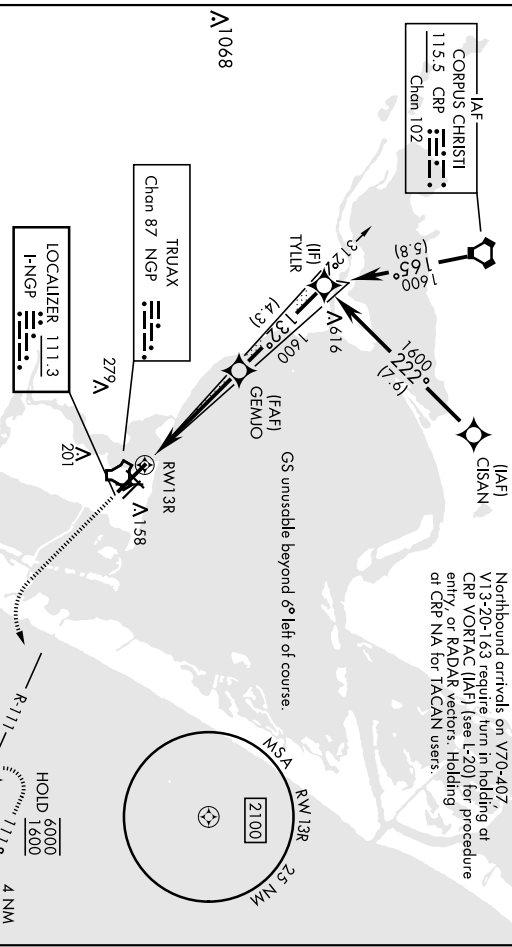 IAF
CORPUS CHRISTI
115.5 CRP
Chan 102
1068
1600
165°
(5.8)
(IAF)
CISAN
1600
222°
(7.6)
Northbound arrivals on V70-407,
V13-20-163 require turn in holding at
CRP VORTAC (IAF) (see L-20) for procedure
entry, or RADAR vectors. Holding
at CRP NA for TACAN users.
312°
(IF)
TYLLR
616
1600
132°
(4.3)
(FAF)
GEMJO
GS unusable beyond 6° left of course.
TRUAX
Chan 87 NGP
LOCALIZER 111.3
I-NGP
279
201
RW13R
158
MSA RW13R 25 NM
2100
R-111
HOLD 6000
1600
4 NM